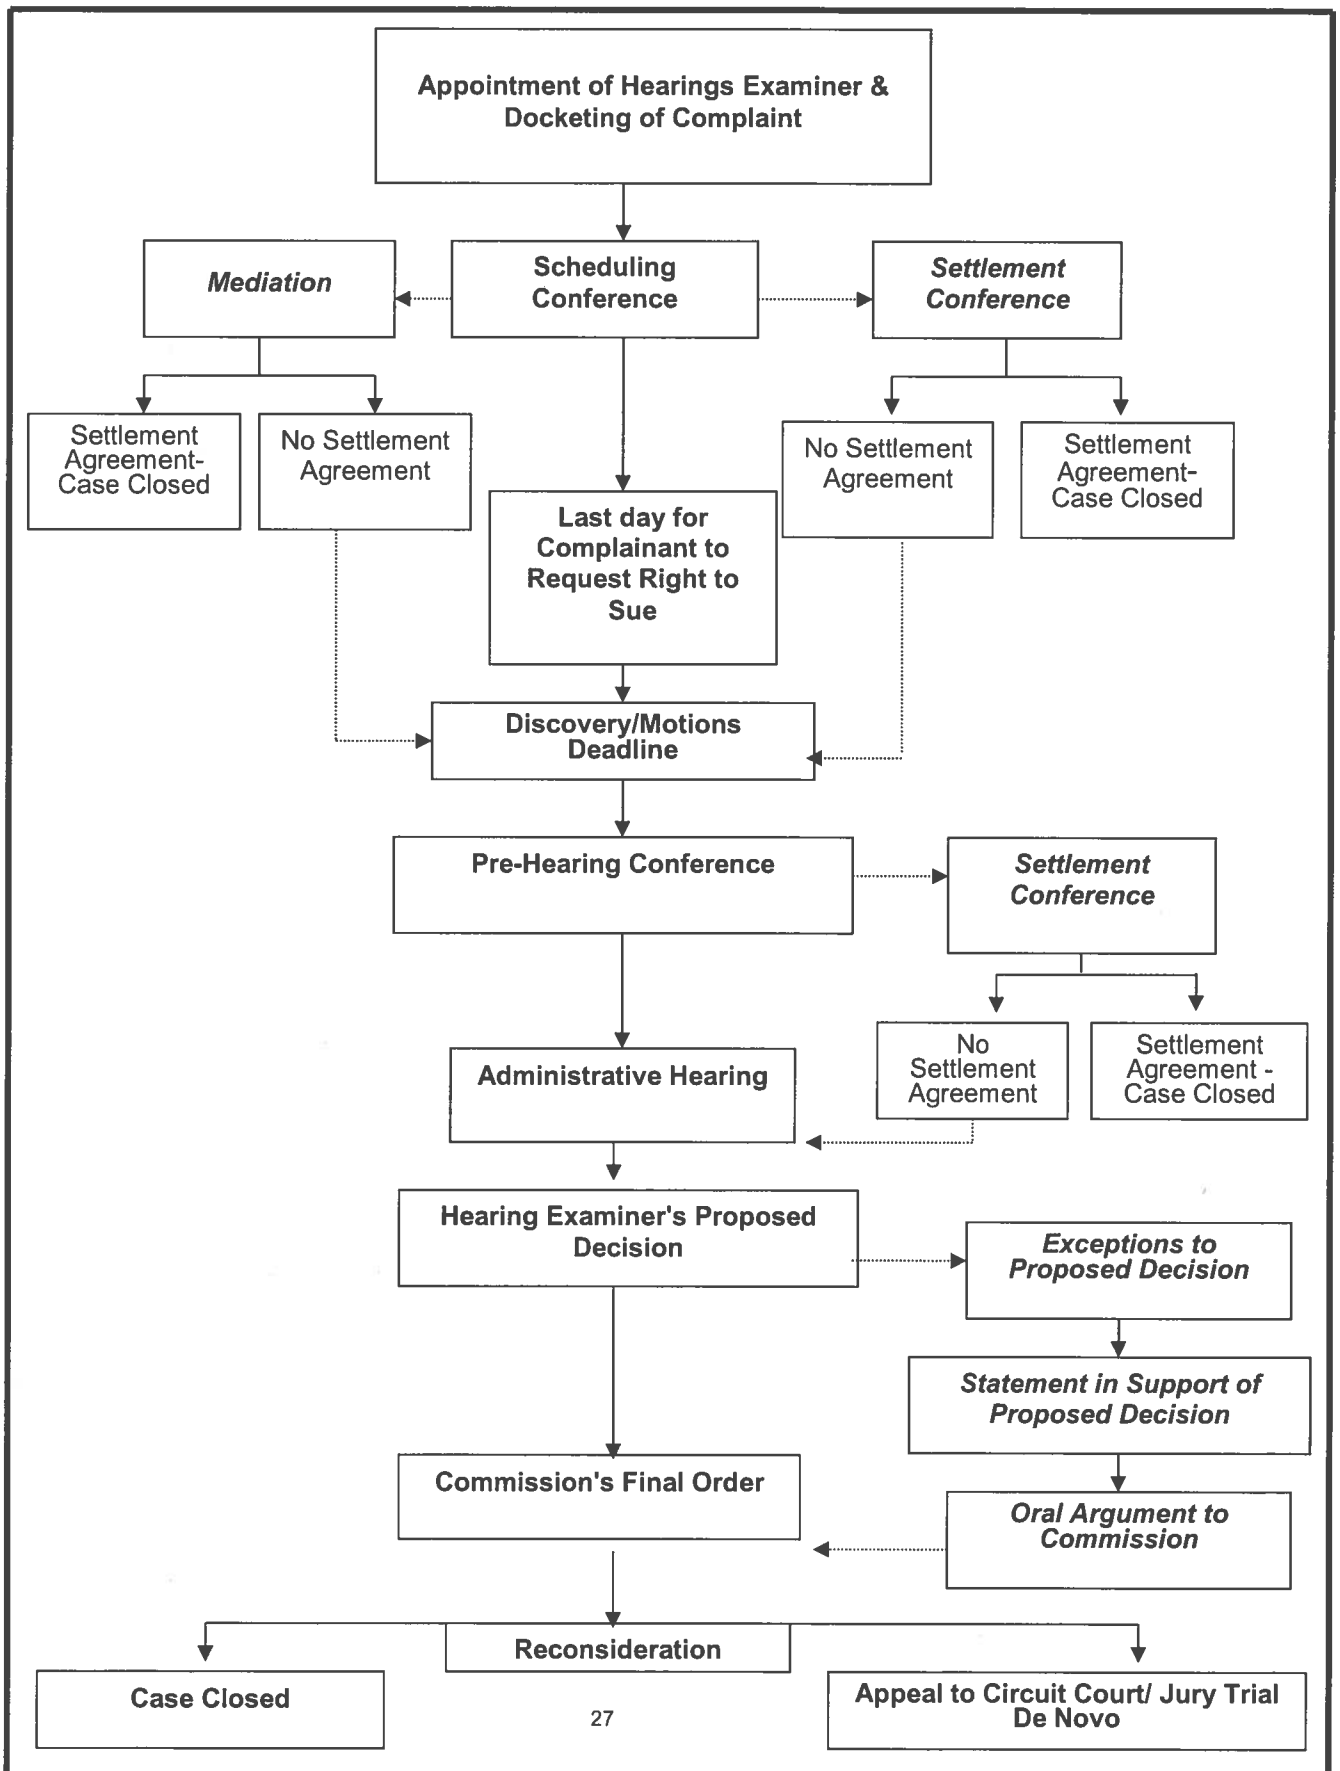 Appointment of Hearings Examiner &
Docketing of Complaint
Mediation
Scheduling
Conference
Settlement
Conference
Settlement
Agreement-
Case Closed
No Settlement
Agreement
No Settlement
Agreement
Settlement
Agreement-
Case Closed
Last day for
Complainant to
Request Right to
Sue
Discovery/Motions
Deadline
Pre-Hearing Conference
Settlement
Conference
No
Settlement
Agreement
Settlement
Agreement -
Case Closed
Administrative Hearing
Hearing Examiner's Proposed
Decision
Exceptions to
Proposed Decision
Statement in Support of
Proposed Decision
Commission's Final Order
Oral Argument to
Commission
Reconsideration
Case Closed
Appeal to Circuit Court/ Jury Trial
De Novo
27